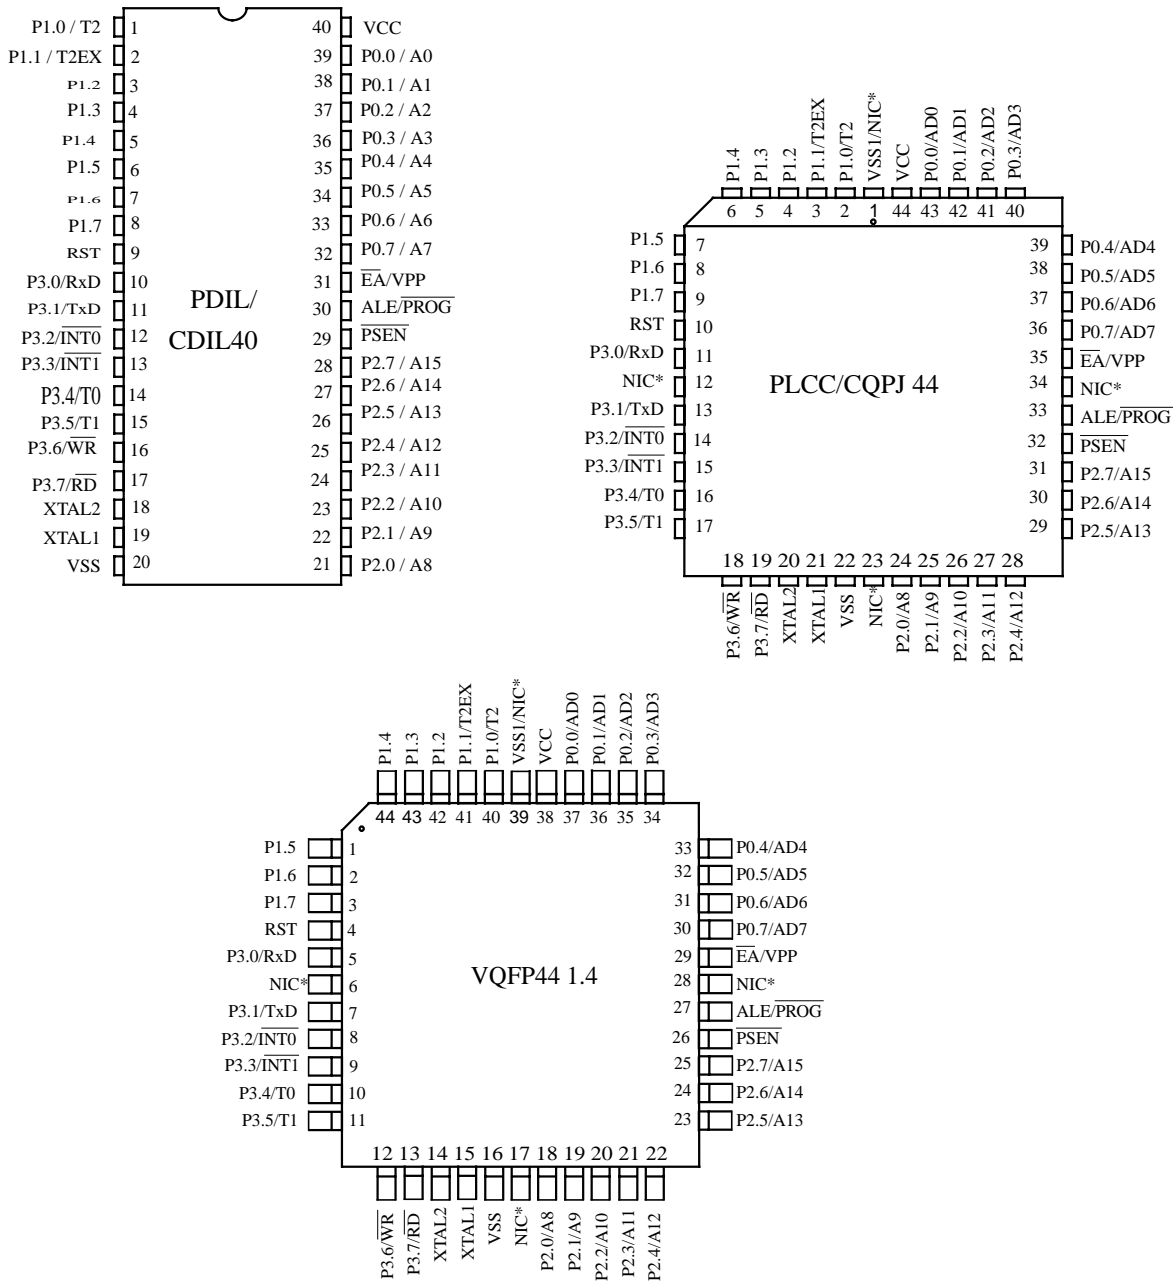 P1.0 / T2 1 40 VCC
P1.1 / T2EX 2 39 P0.0 / A0
P1.2 3 38 P0.1 / A1
P1.3 4 37 P0.2 / A2
P1.4 5 36 P0.3 / A3
P1.5 6 35 P0.4 / A4
P1.6 7 34 P0.5 / A5
P1.7 8 33 P0.6 / A6
RST 9 32 P0.7 / A7
P3.0/RxD 10 31 E̅A̅/VPP
P3.1/TxD 11 30 ALE/P̅R̅O̅G̅
P3.2/I̅N̅T̅0̅ 12 29 P̅S̅E̅N̅
P3.3/I̅N̅T̅1̅ 13 28 P2.7 / A15
P3.4/T0 14 27 P2.6 / A14
P3.5/T1 15 26 P2.5 / A13
P3.6/W̅R̅ 16 25 P2.4 / A12
P3.7/R̅D̅ 17 24 P2.3 / A11
XTAL2 18 23 P2.2 / A10
XTAL1 19 22 P2.1 / A9
VSS 20 21 P2.0 / A8
PDIL/
CDIL40
P1.4 P1.3 P1.2 P1.1/T2EX P1.0/T2 VSS1/NIC* VCC P0.0/AD0 P0.1/AD1 P0.2/AD2 P0.3/AD3
6 5 4 3 2 1 44 43 42 41 40
P1.5 7 39 P0.4/AD4
P1.6 8 38 P0.5/AD5
P1.7 9 37 P0.6/AD6
RST 10 36 P0.7/AD7
P3.0/RxD 11 35 E̅A̅/VPP
NIC* 12 34 NIC*
P3.1/TxD 13 33 ALE/P̅R̅O̅G̅
P3.2/I̅N̅T̅0̅ 14 32 P̅S̅E̅N̅
P3.3/I̅N̅T̅1̅ 15 31 P2.7/A15
P3.4/T0 16 30 P2.6/A14
P3.5/T1 17 29 P2.5/A13
PLCC/CQPJ 44
18 19 20 21 22 23 24 25 26 27 28
P3.6/W̅R̅ P3.7/R̅D̅ XTAL2 XTAL1 VSS NIC* P2.0/A8 P2.1/A9 P2.2/A10 P2.3/A11 P2.4/A12
P1.4 P1.3 P1.2 P1.1/T2EX P1.0/T2 VSS1/NIC* VCC P0.0/AD0 P0.1/AD1 P0.2/AD2 P0.3/AD3
44 43 42 41 40 39 38 37 36 35 34
P1.5 1 33 P0.4/AD4
P1.6 2 32 P0.5/AD5
P1.7 3 31 P0.6/AD6
RST 4 30 P0.7/AD7
P3.0/RxD 5 29 E̅A̅/VPP
NIC* 6 28 NIC*
P3.1/TxD 7 27 ALE/P̅R̅O̅G̅
P3.2/I̅N̅T̅0̅ 8 26 P̅S̅E̅N̅
P3.3/I̅N̅T̅1̅ 9 25 P2.7/A15
P3.4/T0 10 24 P2.6/A14
P3.5/T1 11 23 P2.5/A13
VQFP44 1.4
12 13 14 15 16 17 18 19 20 21 22
P3.6/W̅R̅ P3.7/R̅D̅ XTAL2 XTAL1 VSS NIC* P2.0/A8 P2.1/A9 P2.2/A10 P2.3/A11 P2.4/A12